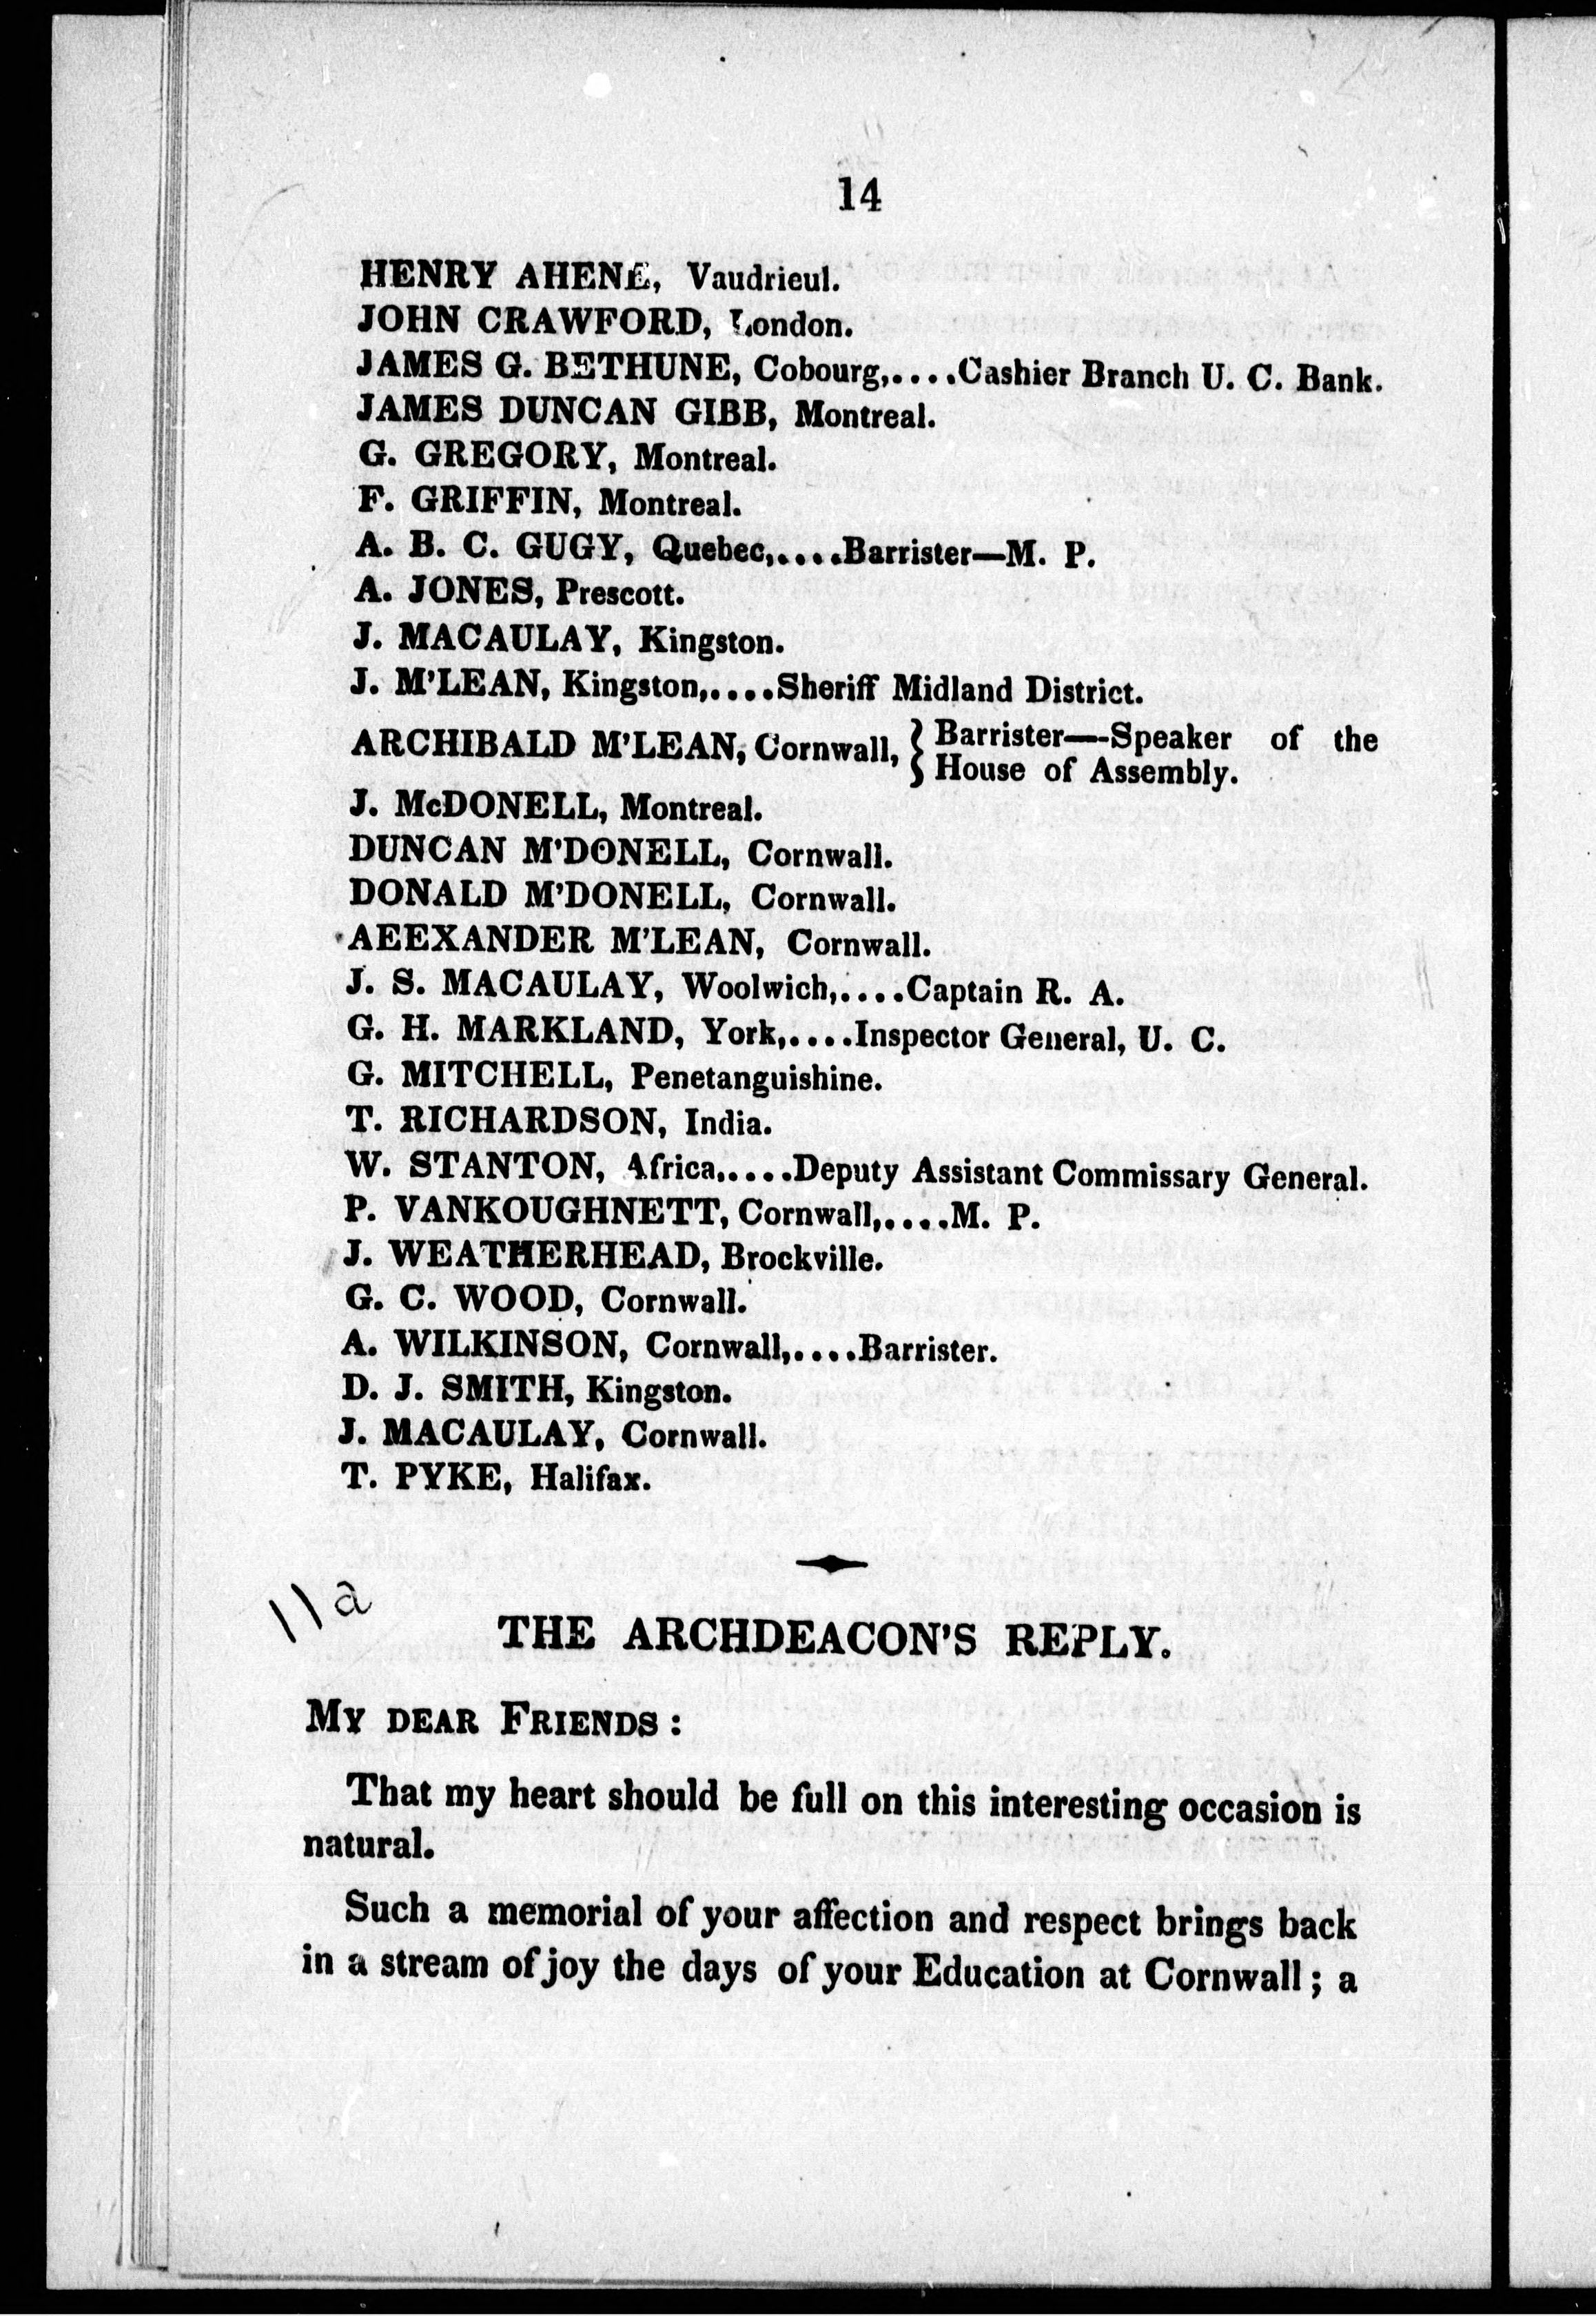 14
HENRY AHENE, Vaudrieul.
JOHN CRAWFORD, London.
JAMES G. BETHUNE, Cobourg,....Cashier Branch U. C. Bank.
JAMES DUNCAN GIBB, Montreal.
G. GREGORY, Montreal.
F. GRIFFIN, Montreal.
A. B. C. GUGY, Quebec,....Barrister—M. P.
A. JONES, Prescott.
J. MACAULAY, Kingston.
J. M'LEAN, Kingston,....Sheriff Midland District.
ARCHIBALD M'LEAN, Cornwall, } Barrister—Speaker of the
House of Assembly.
J. McDONELL, Montreal.
DUNCAN M'DONELL, Cornwall.
DONALD M'DONELL, Cornwall.
AEEXANDER M'LEAN, Cornwall.
J. S. MACAULAY, Woolwich,....Captain R. A.
G. H. MARKLAND, York,....Inspector General, U. C.
G. MITCHELL, Penetanguishine.
T. RICHARDSON, India.
W. STANTON, Africa,....Deputy Assistant Commissary General.
P. VANKOUGHNETT, Cornwall,....M. P.
J. WEATHERHEAD, Brockville.
G. C. WOOD, Cornwall.
A. WILKINSON, Cornwall,....Barrister.
D. J. SMITH, Kingston.
J. MACAULAY, Cornwall.
T. PYKE, Halifax.
11a
THE ARCHDEACON'S REPLY.
MY DEAR FRIENDS:
That my heart should be full on this interesting occasion is
natural.
Such a memorial of your affection and respect brings back
in a stream of joy the days of your Education at Cornwall; a